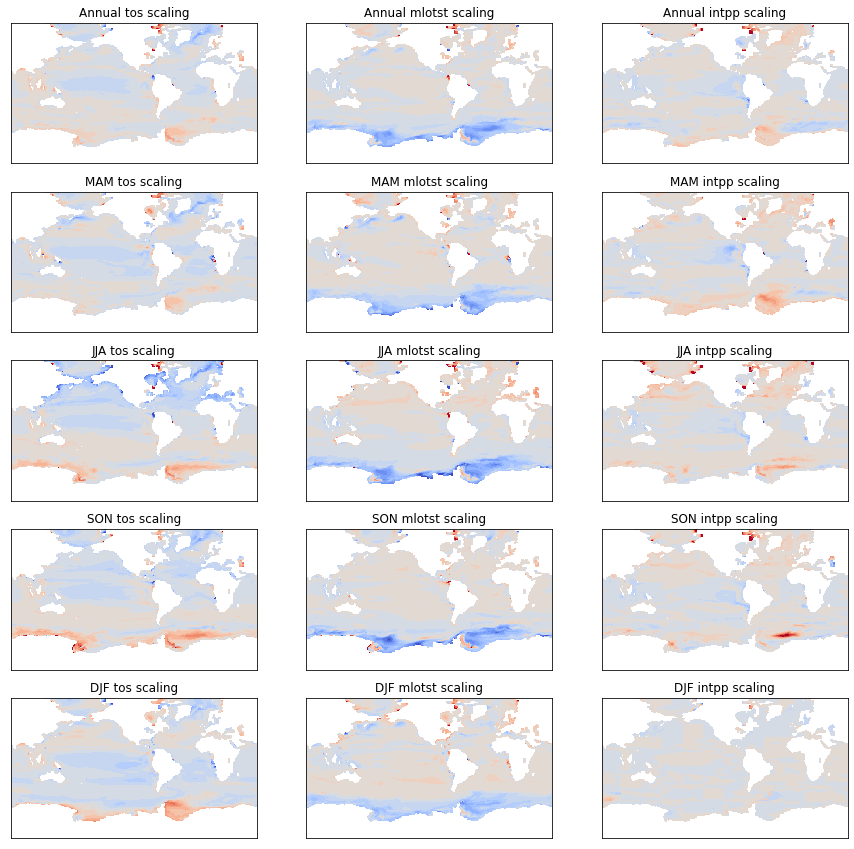 Annual tos scaling
Annual mlotst scaling
Annual intpp scaling
MAM tos scaling
MAM mlotst scaling
MAM intpp scaling
JJA tos scaling
JJA mlotst scaling
JJA intpp scaling
SON tos scaling
SON mlotst scaling
SON intpp scaling
DJF tos scaling
DJF mlotst scaling
DJF intpp scaling